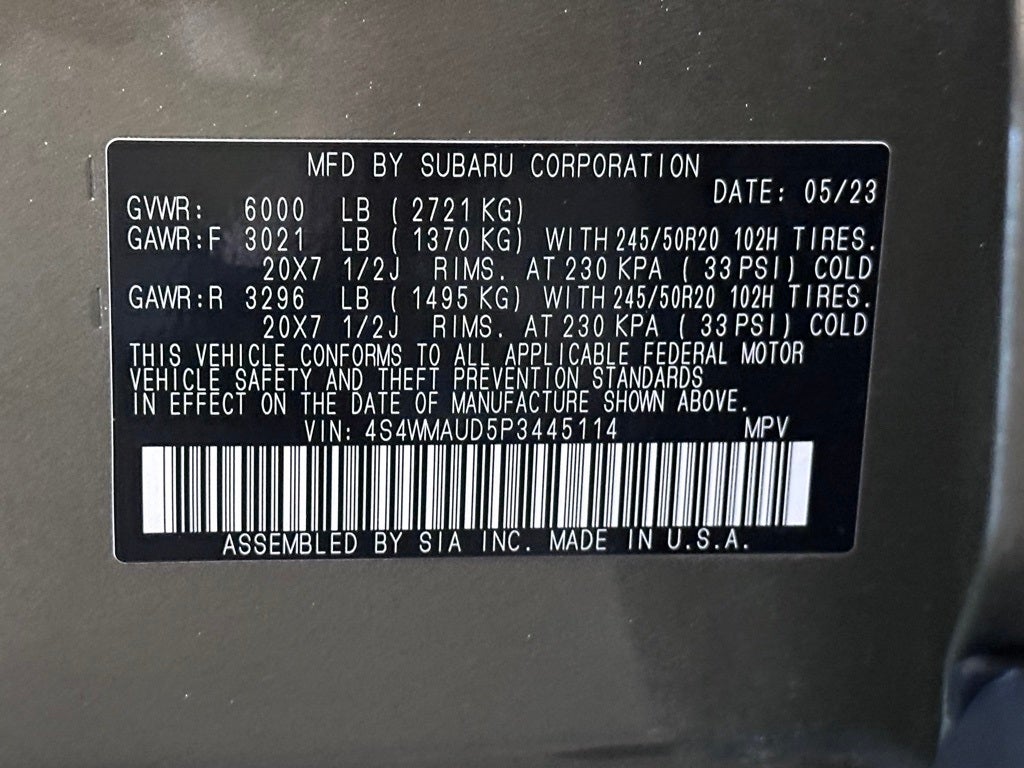 MFD BY SUBARU CORPORATION
DATE: 05/23
GVWR: 6000 LB ( 2721 KG)
GAWR:F 3021 LB ( 1370 KG) WITH 245/50R20 102H TIRES.
20X7 1/2J RIMS. AT 230 KPA ( 33 PSI) COLD
GAWR:R 3296 LB ( 1495 KG) WITH 245/50R20 102H TIRES.
20X7 1/2J RIMS. AT 230 KPA ( 33 PSI) COLD
THIS VEHICLE CONFORMS TO ALL APPLICABLE FEDERAL MOTOR
VEHICLE SAFETY AND THEFT PREVENTION STANDARDS
IN EFFECT ON THE DATE OF MANUFACTURE SHOWN ABOVE.
VIN: 4S4WMAUD5P3445114 MPV
ASSEMBLED BY SIA INC. MADE IN U.S.A.